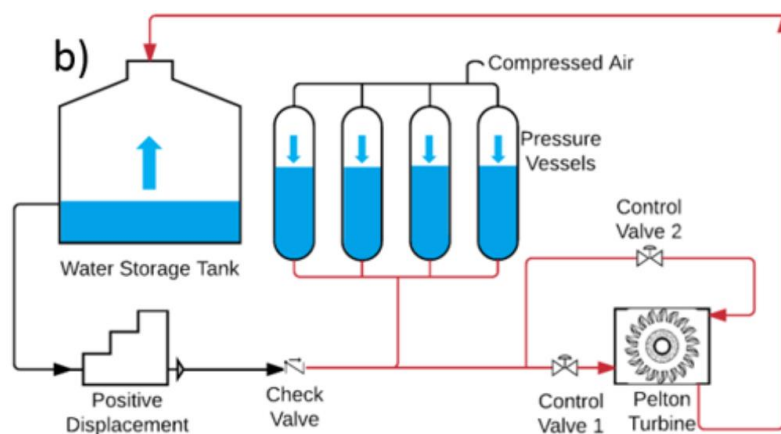 b)
Compressed Air
Pressure
Vessels
Water Storage Tank
Control
Valve 2
Positive
Displacement
Check
Valve
Control
Valve 1
Pelton
Turbine